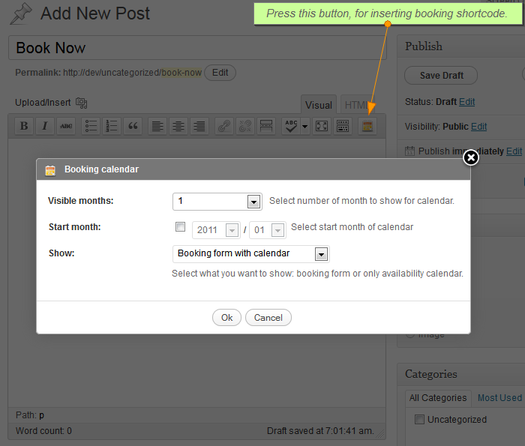 Add New Post
Press this button, for inserting booking shortcode.
Book Now
Permalink: http://dev/uncategorized/book-now Edit
Upload/Insert
Visual HTML
B I ABC ABC
Booking calendar
Visible months: 1 Select number of month to show for calendar.
Start month: 2011 / 01 Select start month of calendar
Show: Booking form with calendar
Select what you want to show: booking form or only availability calendar.
Ok Cancel
Path: p
Word count: 0 Draft saved at 7:01:41 am.
Publish
Save Draft
Status: Draft Edit
Visibility: Public Edit
Publish immediately Edit
Image
Categories
All Categories Most Used
Uncategorized